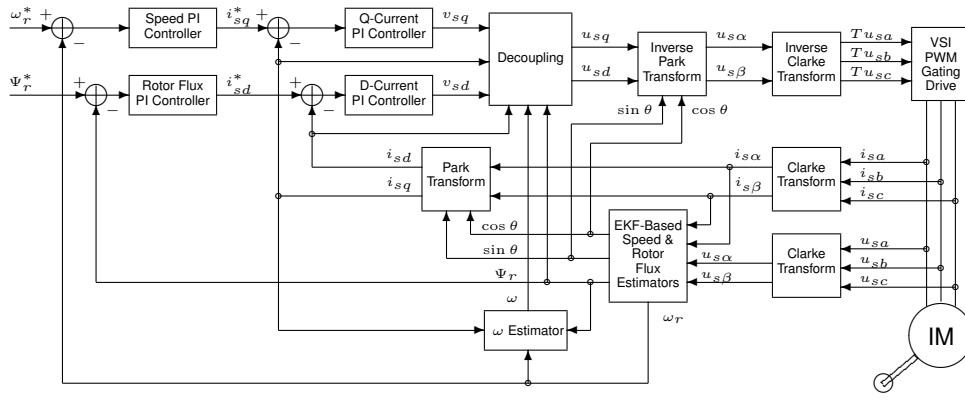 ω*r + −
Speed PI Controller
i*sq + −
Q-Current PI Controller
vsq
Decoupling
usq
usd
Inverse Park Transform
usα
usβ
Inverse Clarke Transform
Tusa
Tusb
Tusc
VSI PWM Gating Drive
Ψ*r + −
Rotor Flux PI Controller
i*sd + −
D-Current PI Controller
vsd
sin θ
cos θ
isd
isq
Park Transform
isα
isβ
Clarke Transform
isa
isb
isc
cos θ
sin θ
Ψr
ω
EKF-Based Speed & Rotor Flux Estimators
usα
usβ
Clarke Transform
usa
usb
usc
ω Estimator
ωr
IM